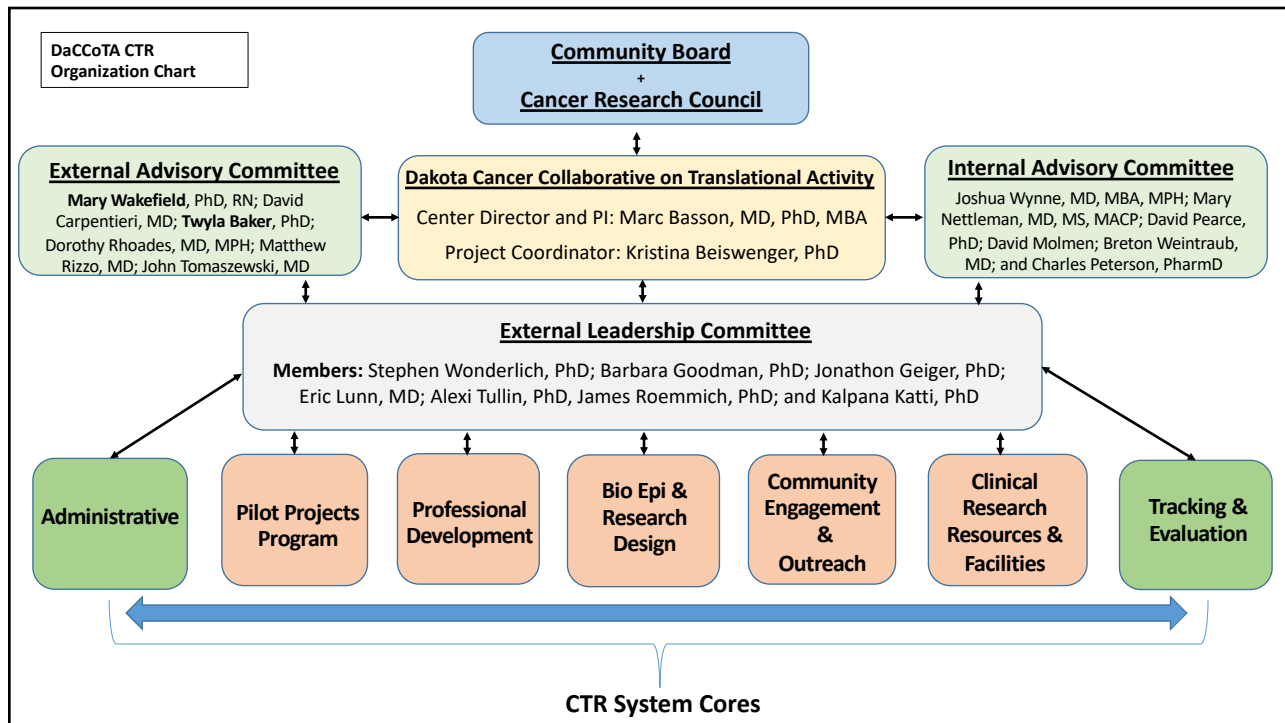 DaCCoTA CTR
Organization Chart
Community Board
+
Cancer Research Council
External Advisory Committee
Mary Wakefield, PhD, RN; David
Carpentieri, MD; Twyla Baker, PhD;
Dorothy Rhoades, MD, MPH; Matthew
Rizzo, MD; John Tomaszewski, MD
Dakota Cancer Collaborative on Translational Activity
Center Director and PI: Marc Basson, MD, PhD, MBA
Project Coordinator: Kristina Beiswenger, PhD
Internal Advisory Committee
Joshua Wynne, MD, MBA, MPH; Mary
Nettleman, MD, MS, MACP; David Pearce,
PhD; David Molmen; Breton Weintraub,
MD; and Charles Peterson, PharmD
External Leadership Committee
Members: Stephen Wonderlich, PhD; Barbara Goodman, PhD; Jonathon Geiger, PhD;
Eric Lunn, MD; Alexi Tullin, PhD, James Roemmich, PhD; and Kalpana Katti, PhD
Administrative
Pilot Projects
Program
Professional
Development
Bio Epi &
Research
Design
Community
Engagement
&
Outreach
Clinical
Research
Resources &
Facilities
Tracking &
Evaluation
CTR System Cores